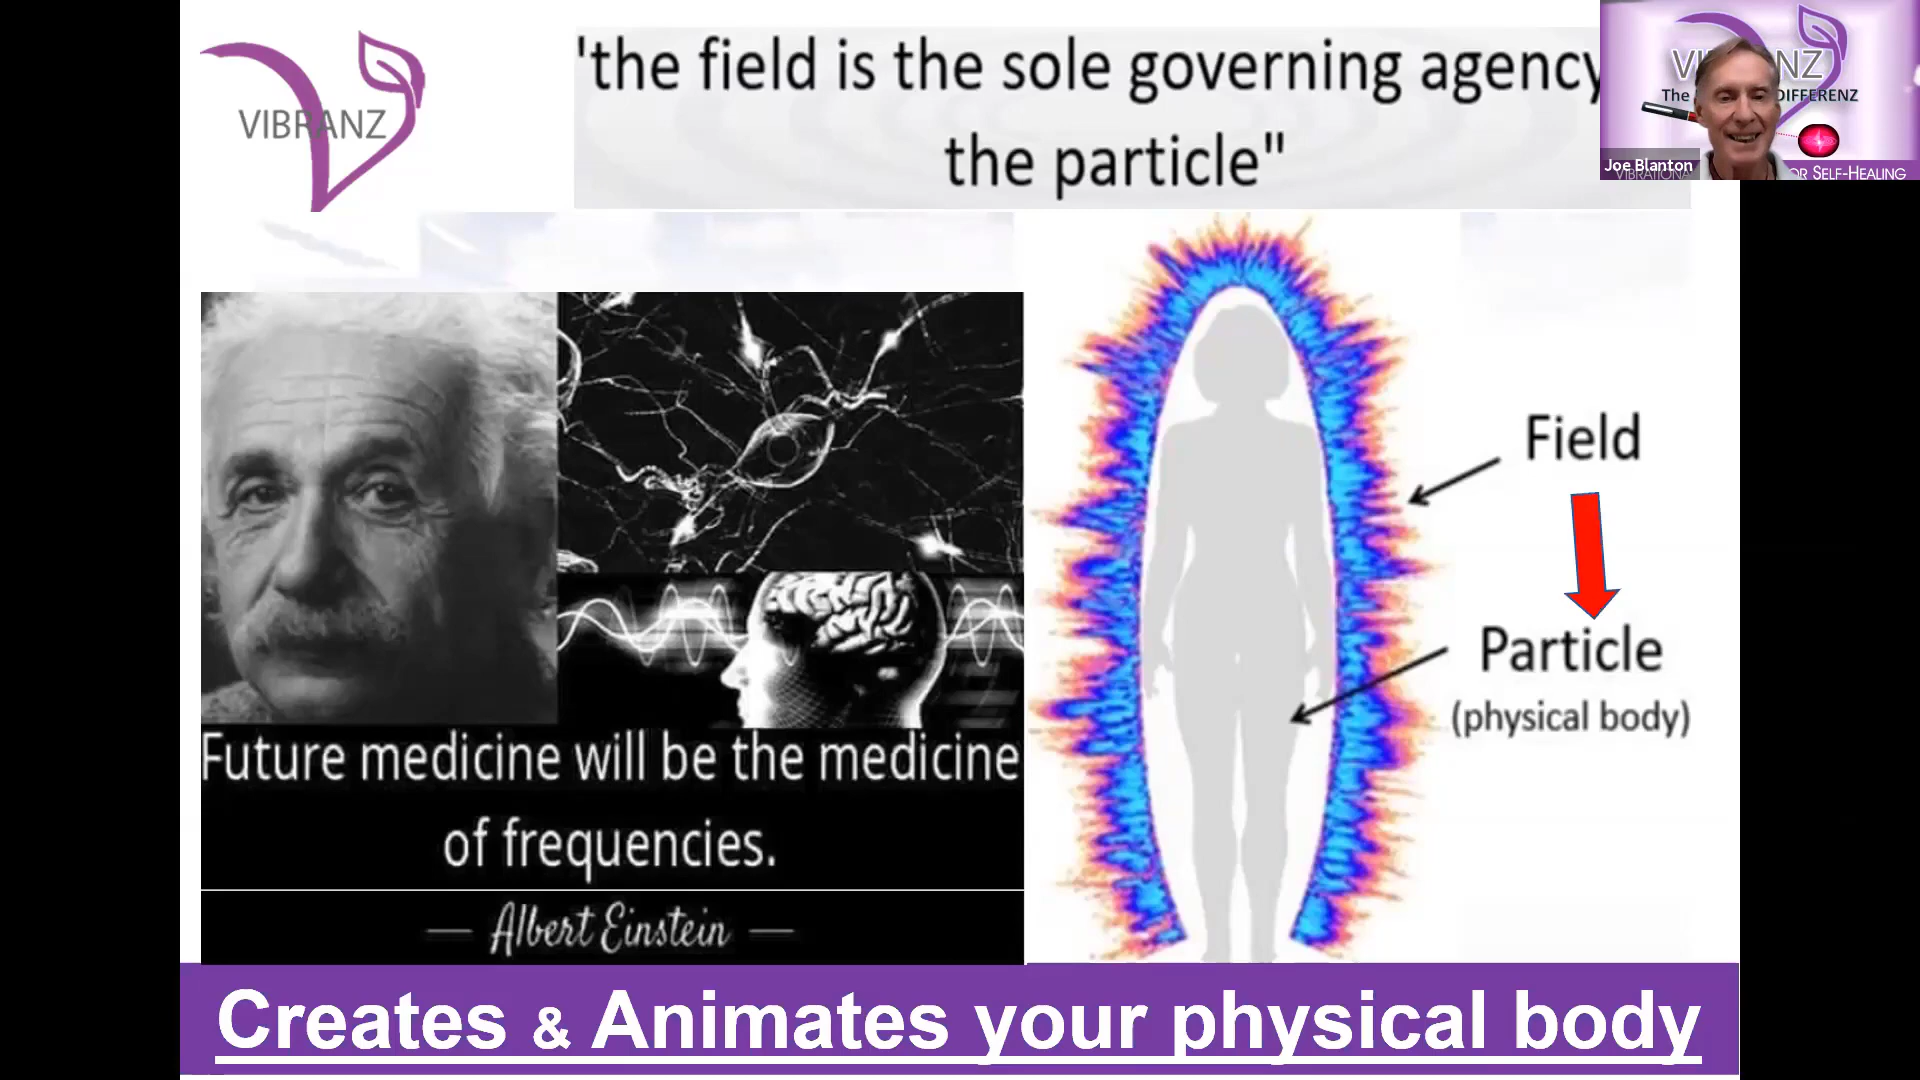 VIBRANZ
'the field is the sole governing agency
the particle"
The DIFFERENZ
Joe Blanton
OR SELF-HEALING
Field
Particle
(physical body)
Future medicine will be the medicine
of frequencies.
— Albert Einstein —
Creates & Animates your physical body